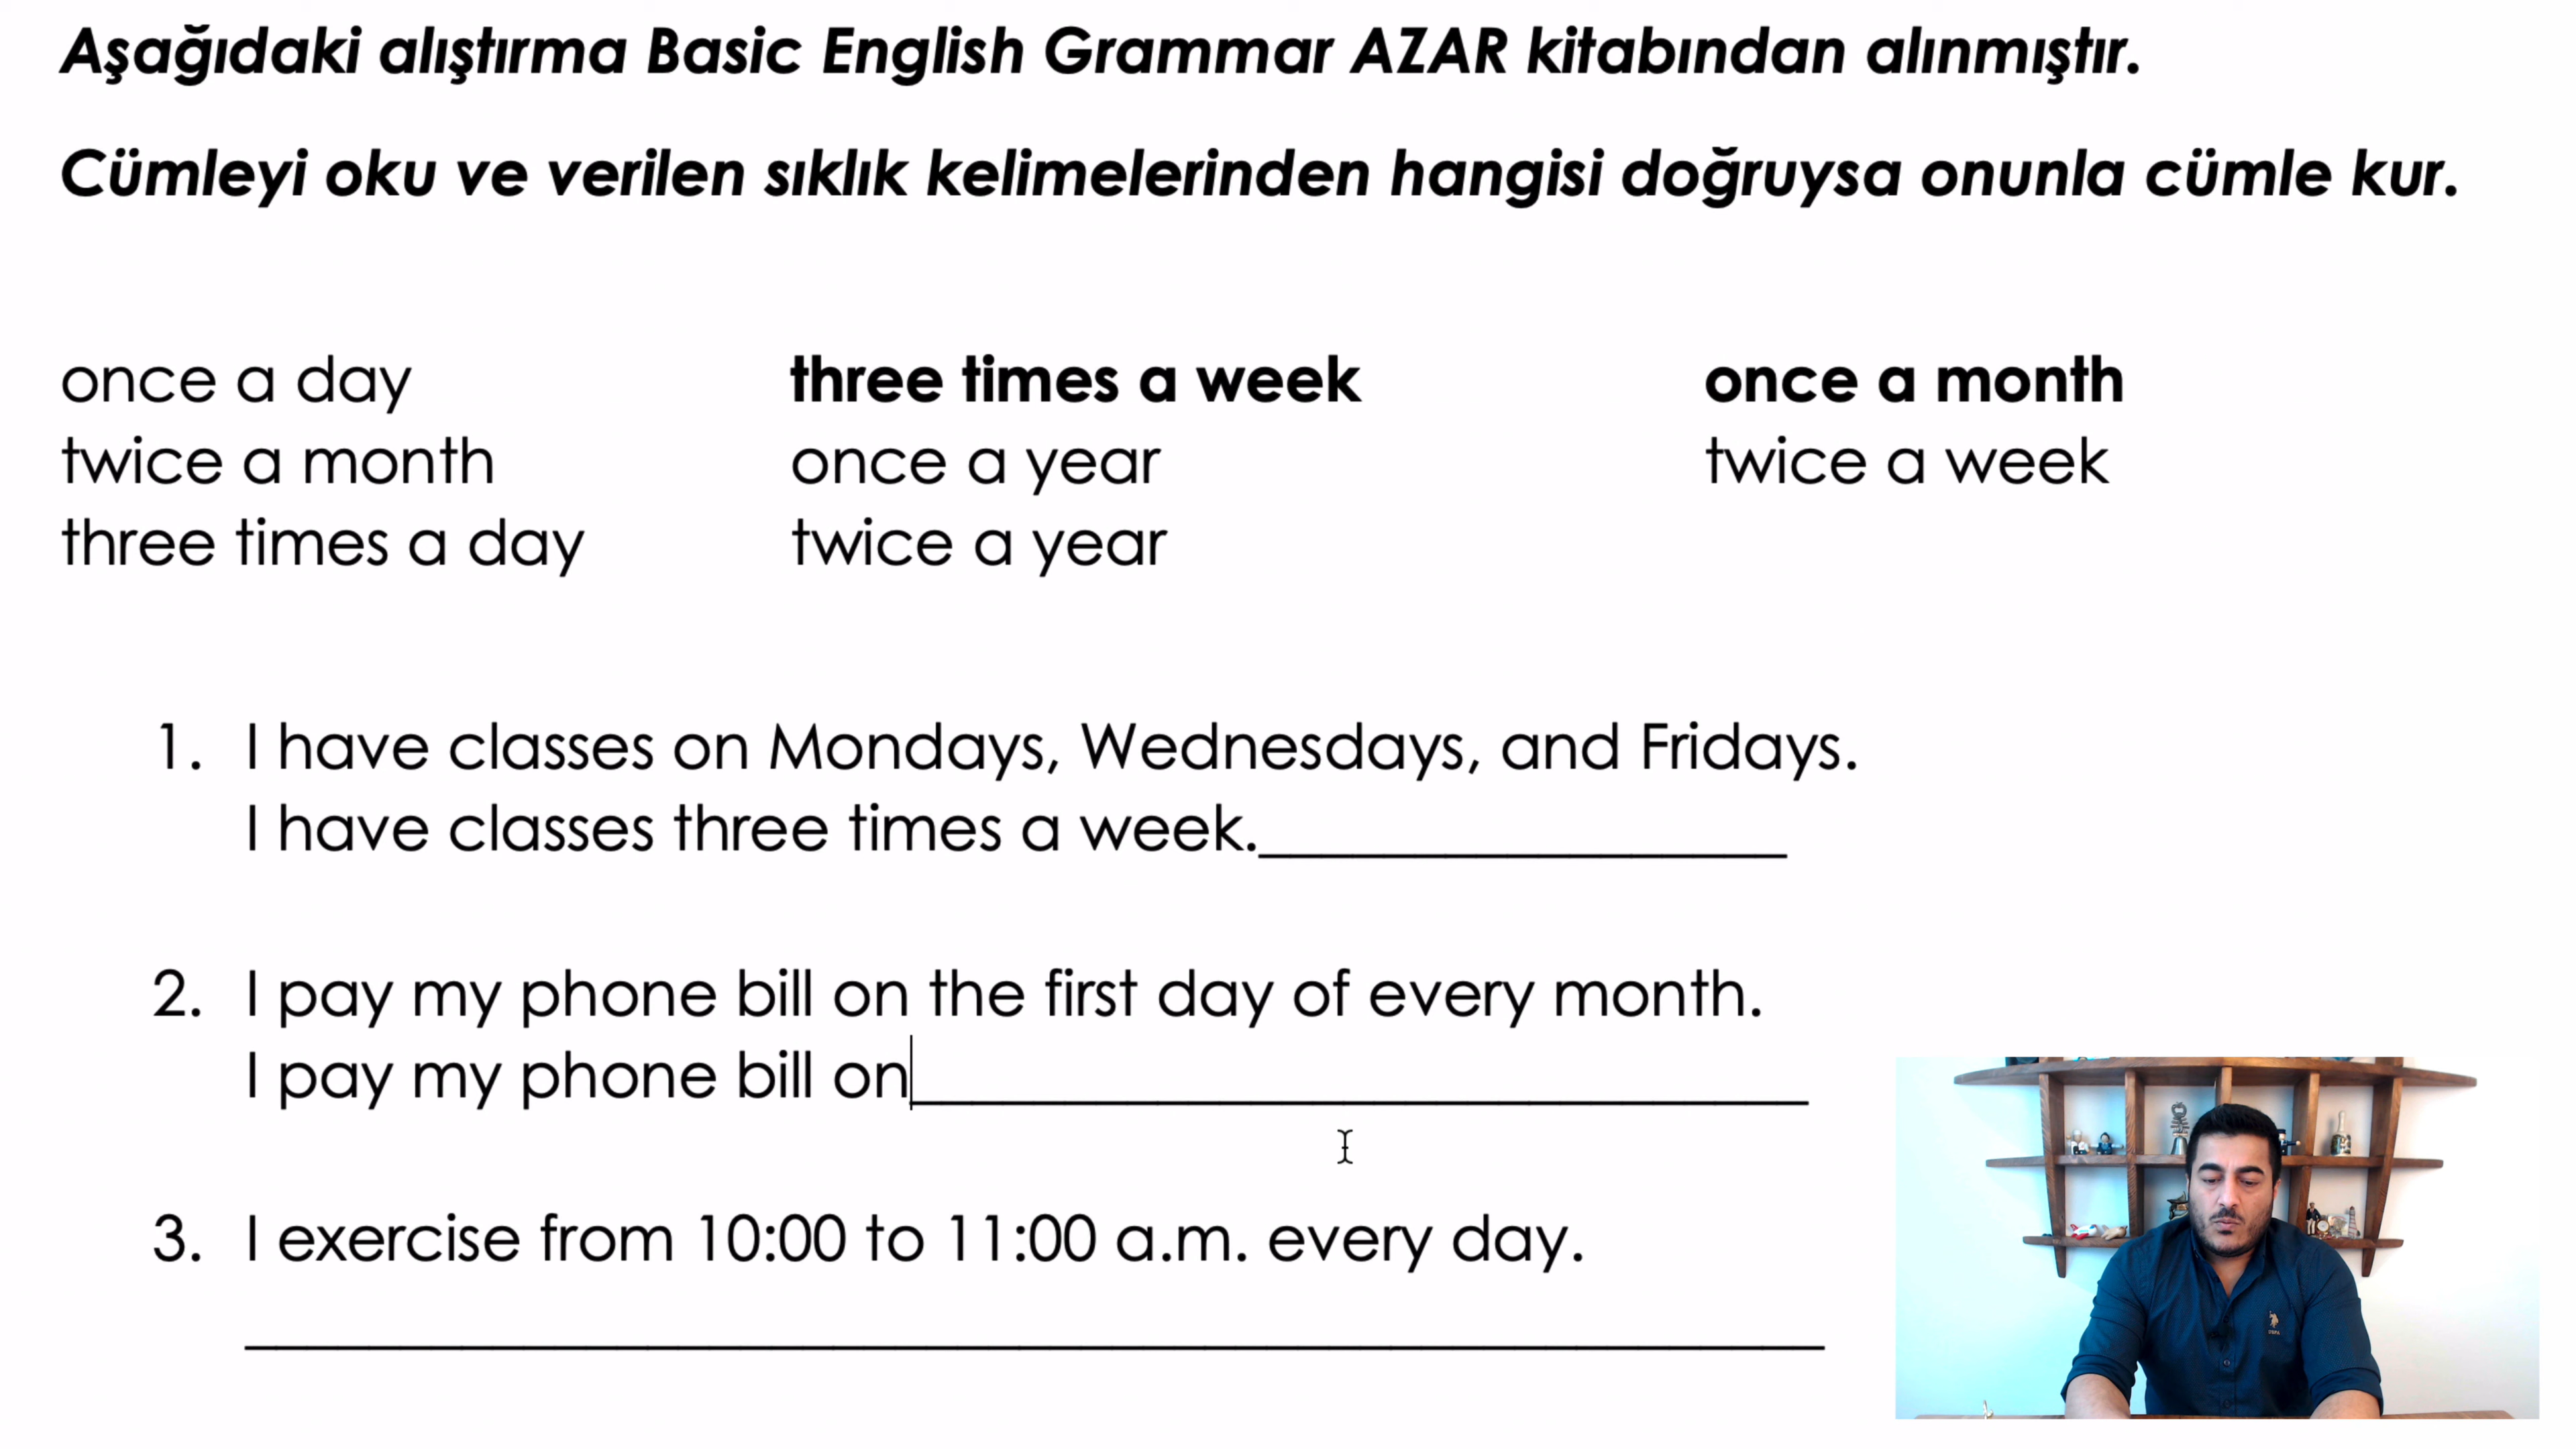 Aşağıdaki alıştırma Basic English Grammar AZAR kitabından alınmıştır.
Cümleyi oku ve verilen sıklık kelimelerinden hangisi doğruysa onunla cümle kur.
once a day three times a week once a month
twice a month once a year twice a week
three times a day twice a year
1. I have classes on Mondays, Wednesdays, and Fridays.
I have classes three times a week.
2. I pay my phone bill on the first day of every month.
I pay my phone bill on
3. I exercise from 10:00 to 11:00 a.m. every day.